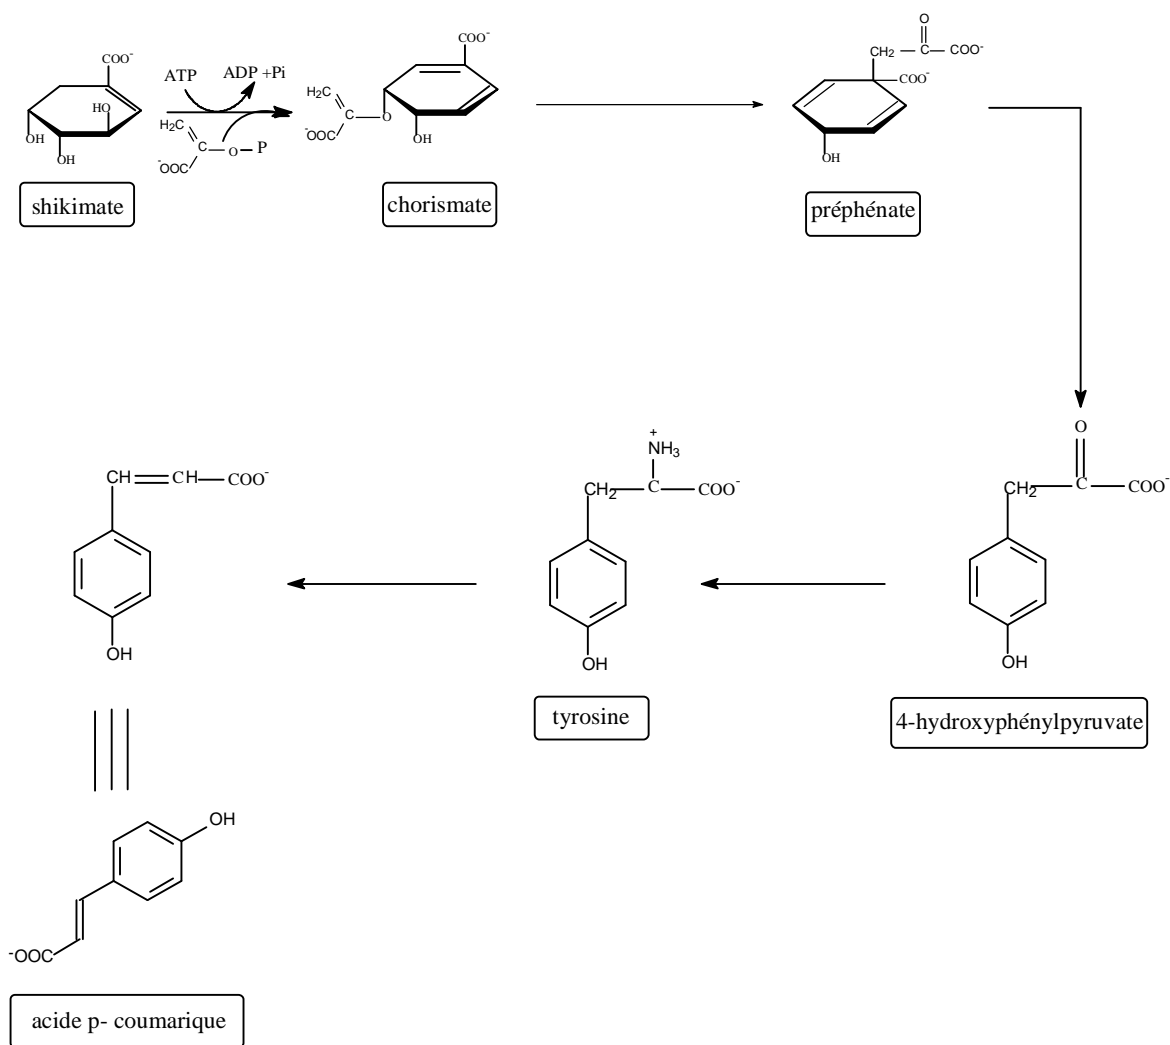 COO-
HO
OH
OH
shikimate
ATP
ADP +Pi
H2C
C
O
P
-OOC
H2C
C
-OOC
O
COO-
OH
chorismate
O
CH2
C
COO-
COO-
OH
préphénate
O
CH2
C
COO-
OH
4-hydroxyphénylpyruvate
+
NH3
CH2
C
COO-
OH
tyrosine
CH
CH
COO-
OH
OH
-OOC
acide p- coumarique